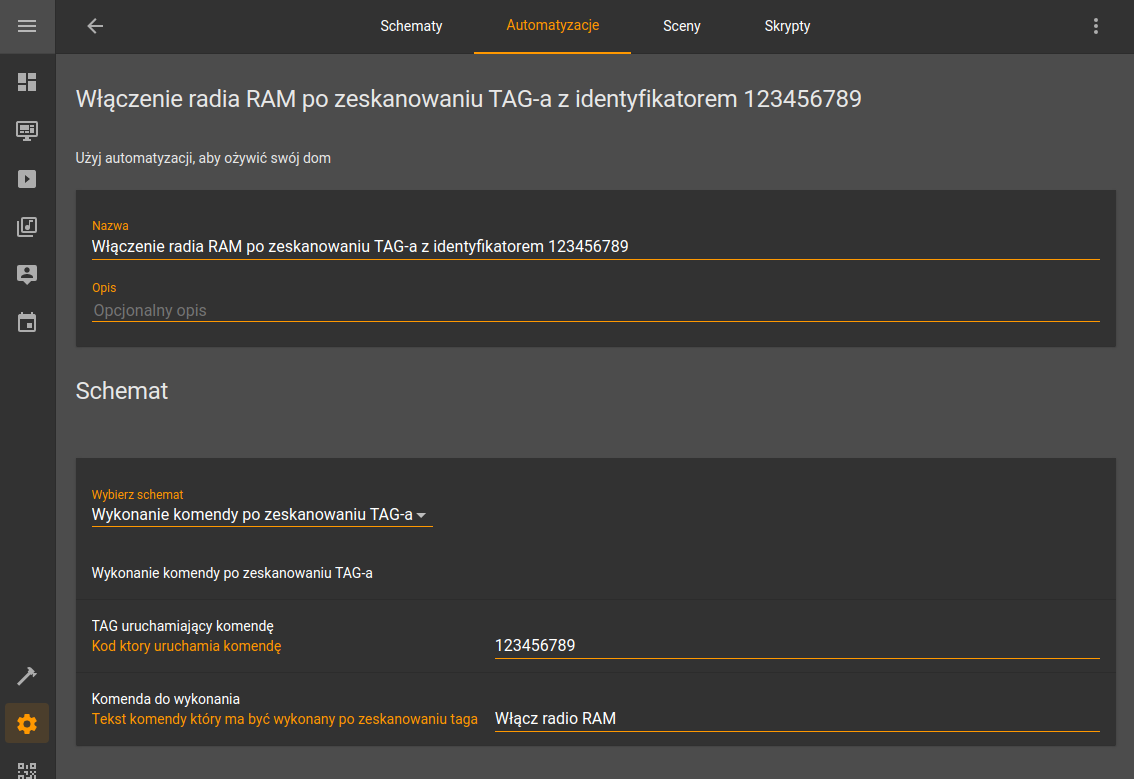 Schematy
Automatyzacje
Sceny
Skrypty
Włączenie radia RAM po zeskanowaniu TAG-a z identyfikatorem 123456789
Użyj automatyzacji, aby ożywić swój dom
Nazwa
Włączenie radia RAM po zeskanowaniu TAG-a z identyfikatorem 123456789
Opis
Opcjonalny opis
Schemat
Wybierz schemat
Wykonanie komendy po zeskanowaniu TAG-a
Wykonanie komendy po zeskanowaniu TAG-a
TAG uruchamiający komendę
Kod ktory uruchamia komendę
123456789
Komenda do wykonania
Tekst komendy który ma być wykonany po zeskanowaniu taga
Włącz radio RAM